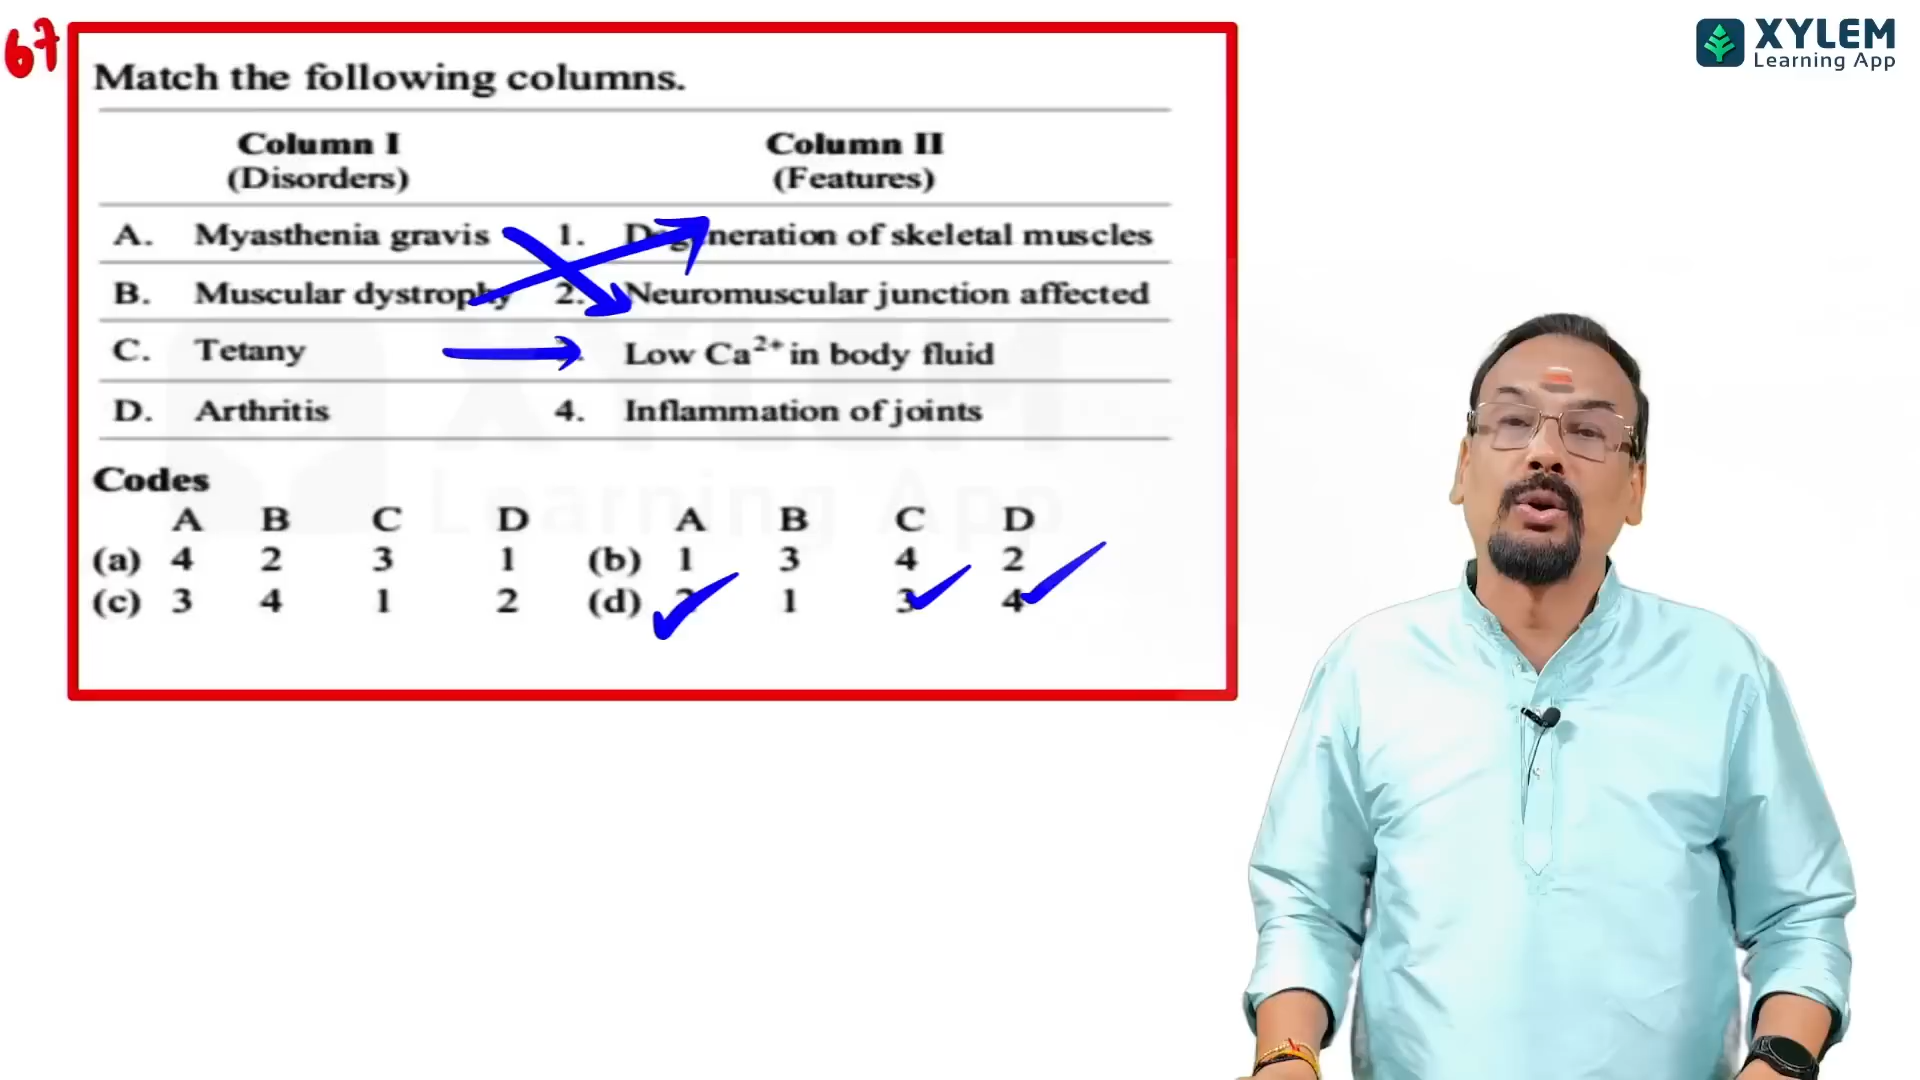 67
XYLEM
Learning App
Match the following columns.
Column I Column II
(Disorders) (Features)
A. Myasthenia gravis 1. Degeneration of skeletal muscles
B. Muscular dystrophy 2. Neuromuscular junction affected
C. Tetany Low Ca²⁺ in body fluid
D. Arthritis 4. Inflammation of joints
Codes
A B C D A B C D
(a) 4 2 3 1 (b) 1 3 4 2
(c) 3 4 1 2 (d) 1 3 4
Learning App